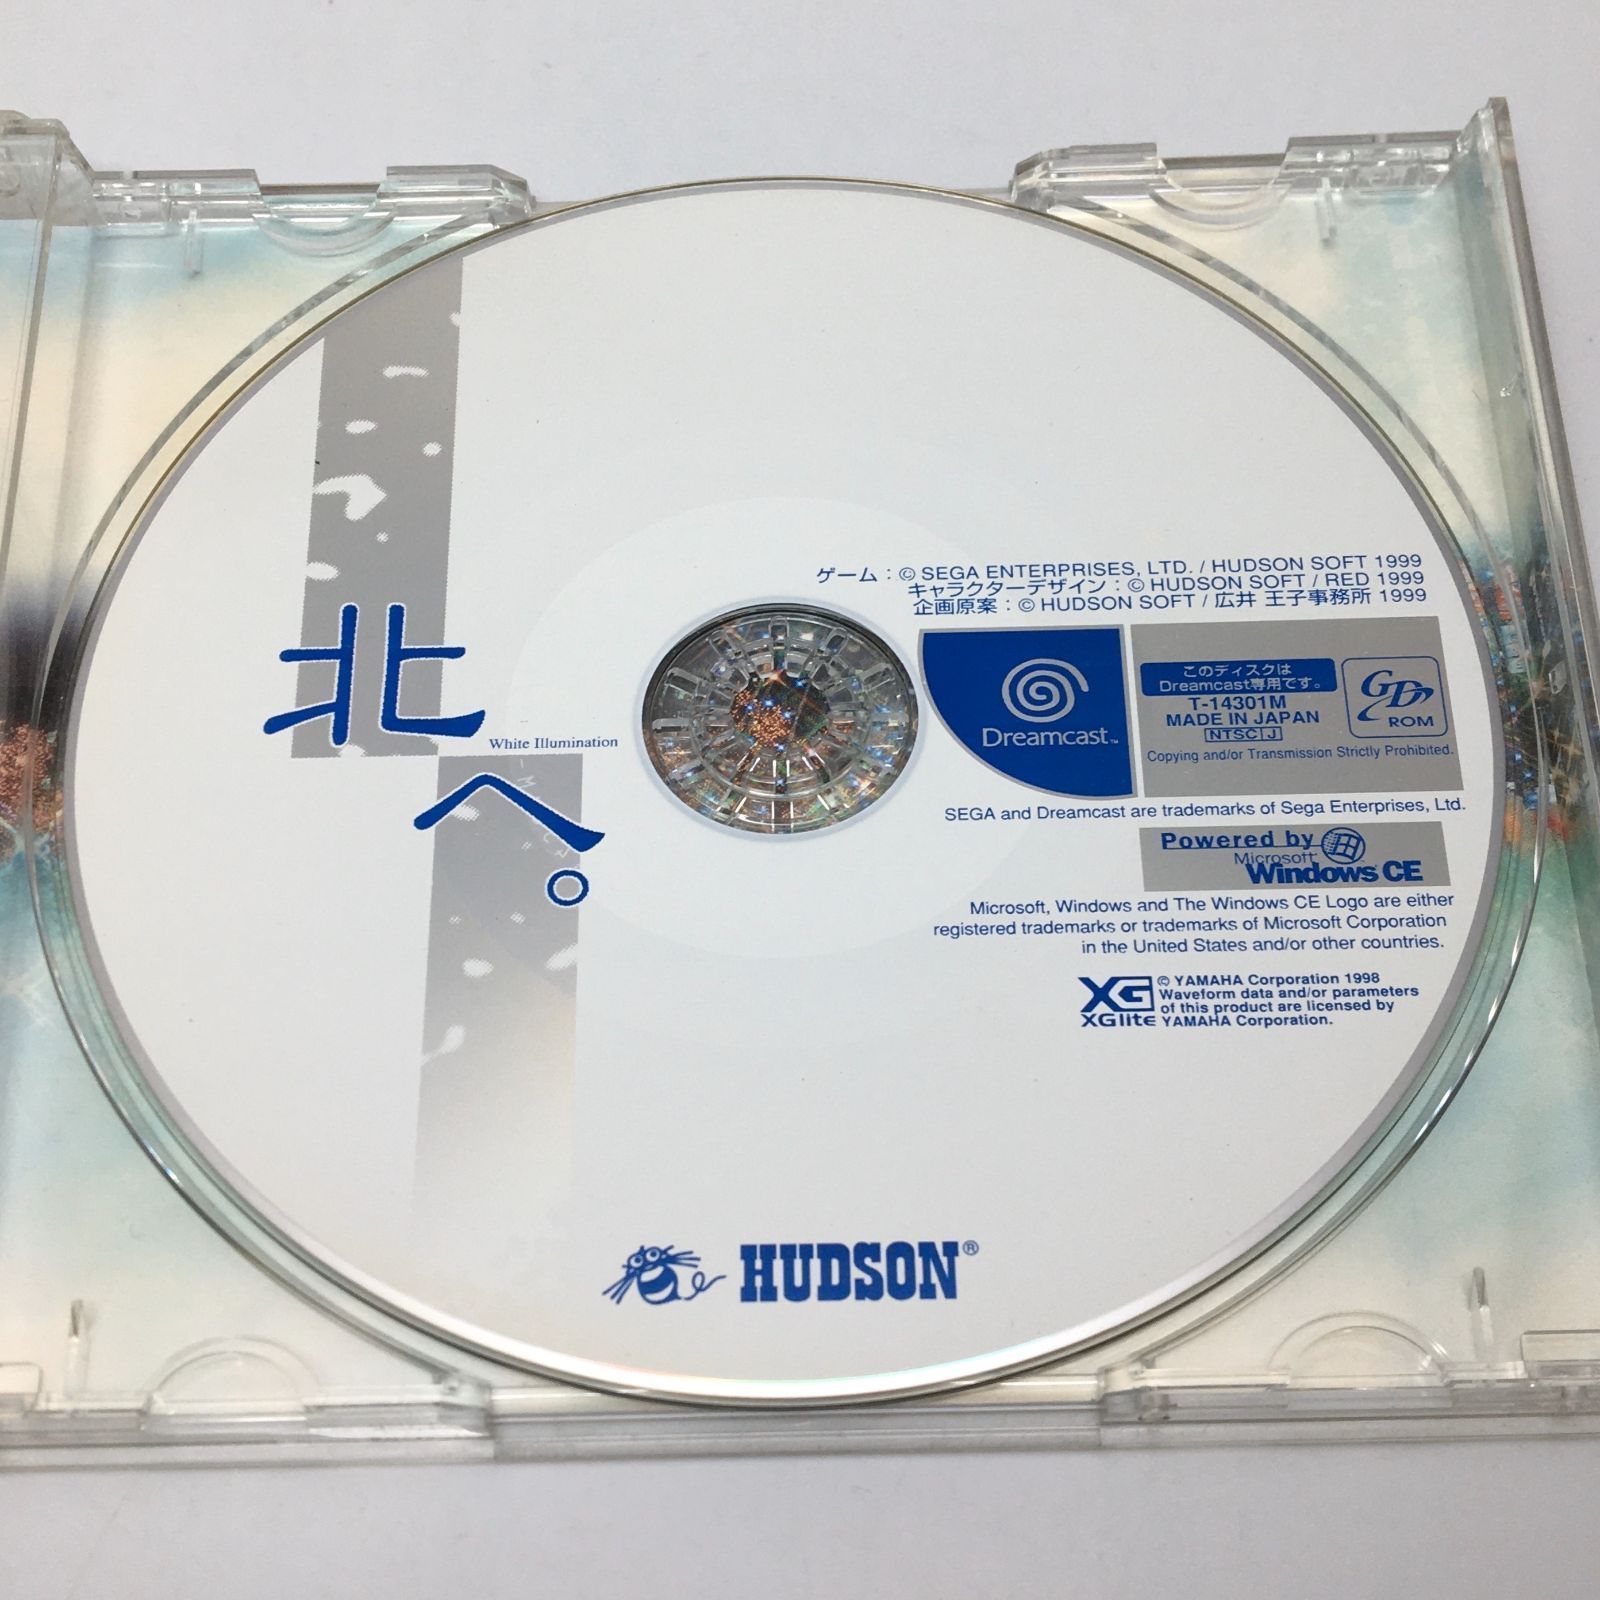 北
へ。
White Illumination
ゲーム：© SEGA ENTERPRISES, LTD. / HUDSON SOFT 1999
キャラクターデザイン：© HUDSON SOFT / RED 1999
企画原案：© HUDSON SOFT / 広井 王子事務所 1999
Dreamcast™
このディスクは
Dreamcast専用です。
T-14301M
MADE IN JAPAN
NTSC J
GD
ROM
Copying and/or Transmission Strictly Prohibited.
SEGA and Dreamcast are trademarks of Sega Enterprises, Ltd.
Powered by
Microsoft
Windows CE
Microsoft, Windows and The Windows CE Logo are either
registered trademarks or trademarks of Microsoft Corporation
in the United States and/or other countries.
XG
XGlite
© YAMAHA Corporation 1998
Waveform data and/or parameters
of this product are licensed by
YAMAHA Corporation.
HUDSON®